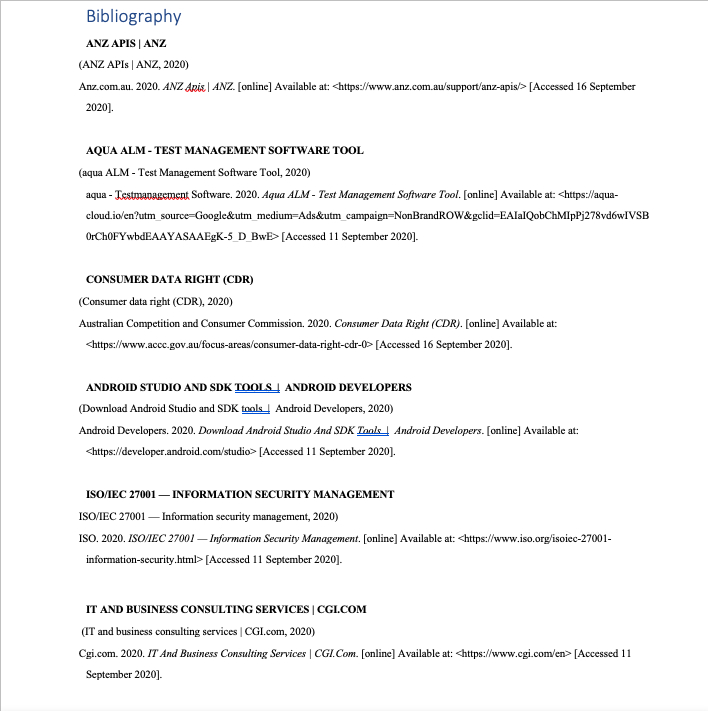 Bibliography
ANZ APIS | ANZ
(ANZ APIs | ANZ, 2020)
Anz.com.au. 2020. ANZ Apis | ANZ. [online] Available at: <https://www.anz.com.au/support/anz-apis/> [Accessed 16 September
2020].
AQUA ALM - TEST MANAGEMENT SOFTWARE TOOL
(aqua ALM - Test Management Software Tool, 2020)
aqua - Testmanagement Software. 2020. Aqua ALM - Test Management Software Tool. [online] Available at: <https://aqua-
cloud.io/en?utm_source=Google&utm_medium=Ads&utm_campaign=NonBrandROW&gclid=EAIaIQobChMIpPj278vd6wIVSB
0rCh0FYwbdEAAYASAAEgK-5_D_BwE> [Accessed 11 September 2020].
CONSUMER DATA RIGHT (CDR)
(Consumer data right (CDR), 2020)
Australian Competition and Consumer Commission. 2020. Consumer Data Right (CDR). [online] Available at:
<https://www.accc.gov.au/focus-areas/consumer-data-right-cdr-0> [Accessed 16 September 2020].
ANDROID STUDIO AND SDK TOOLS | ANDROID DEVELOPERS
(Download Android Studio and SDK tools | Android Developers, 2020)
Android Developers. 2020. Download Android Studio And SDK Tools | Android Developers. [online] Available at:
<https://developer.android.com/studio> [Accessed 11 September 2020].
ISO/IEC 27001 — INFORMATION SECURITY MANAGEMENT
ISO/IEC 27001 — Information security management, 2020)
ISO. 2020. ISO/IEC 27001 — Information Security Management. [online] Available at: <https://www.iso.org/isoiec-27001-
information-security.html> [Accessed 11 September 2020].
IT AND BUSINESS CONSULTING SERVICES | CGI.COM
(IT and business consulting services | CGI.com, 2020)
Cgi.com. 2020. IT And Business Consulting Services | CGI.Com. [online] Available at: <https://www.cgi.com/en> [Accessed 11
September 2020].